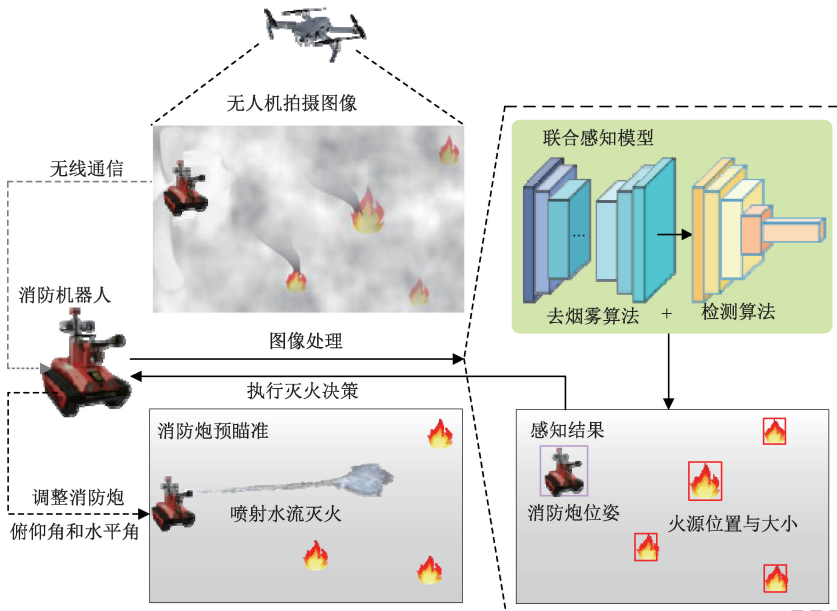 无人机拍摄图像
无线通信
联合感知模型
...
去烟雾算法 + 检测算法
消防机器人
图像处理
执行灭火决策
消防炮预瞄准
喷射水流灭火
调整消防炮
俯仰角和水平角
感知结果
消防炮位姿
火源位置与大小